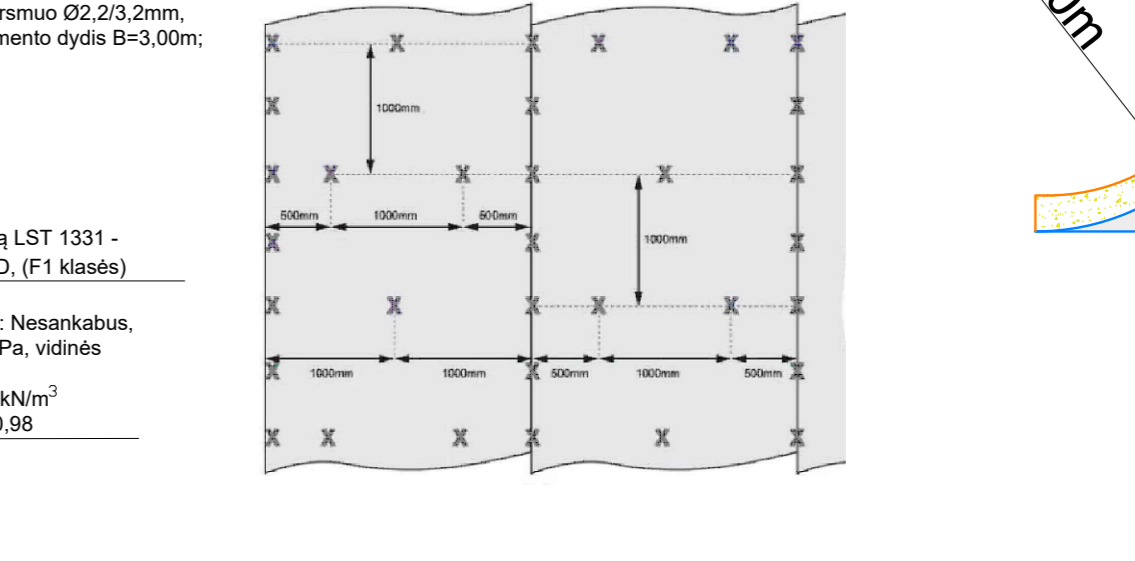 rsmuo Ø2,2/3,2mm,
mento dydis B=3,00m;
ą LST 1331 -
D, (F1 klasės)
: Nesankabus,
Pa, vidinės
kN/m³
0,98
1000mm
500mm 1000mm 500mm
1000mm
1000mm 1000mm 500mm 1000mm 500mm
0m